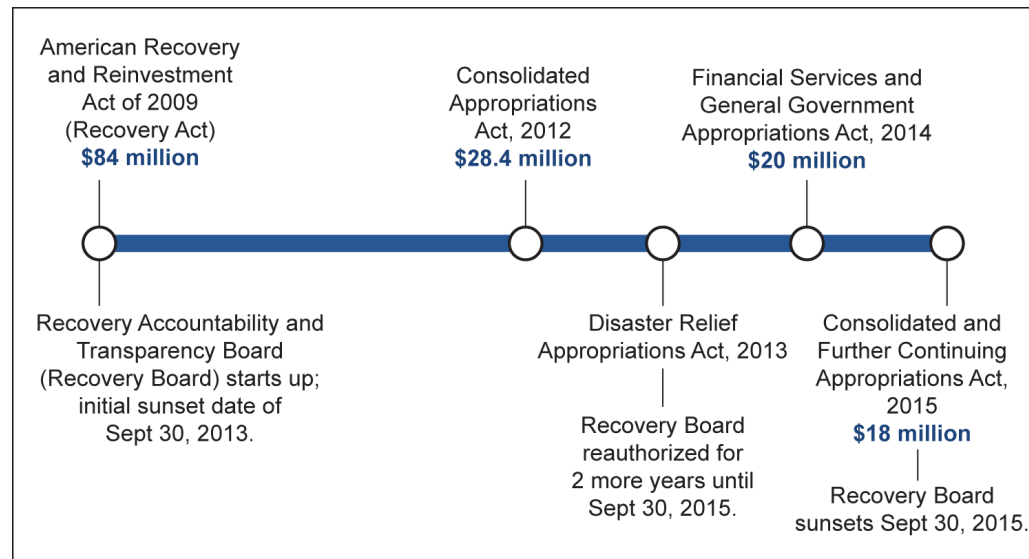 American Recovery
and Reinvestment
Act of 2009
(Recovery Act)
$84 million
Consolidated
Appropriations
Act, 2012
$28.4 million
Financial Services and
General Government
Appropriations Act, 2014
$20 million
Recovery Accountability and
Transparency Board
(Recovery Board) starts up;
initial sunset date of
Sept 30, 2013.
Disaster Relief
Appropriations Act, 2013
Recovery Board
reauthorized for
2 more years until
Sept 30, 2015.
Consolidated and
Further Continuing
Appropriations Act,
2015
$18 million
Recovery Board
sunsets Sept 30, 2015.